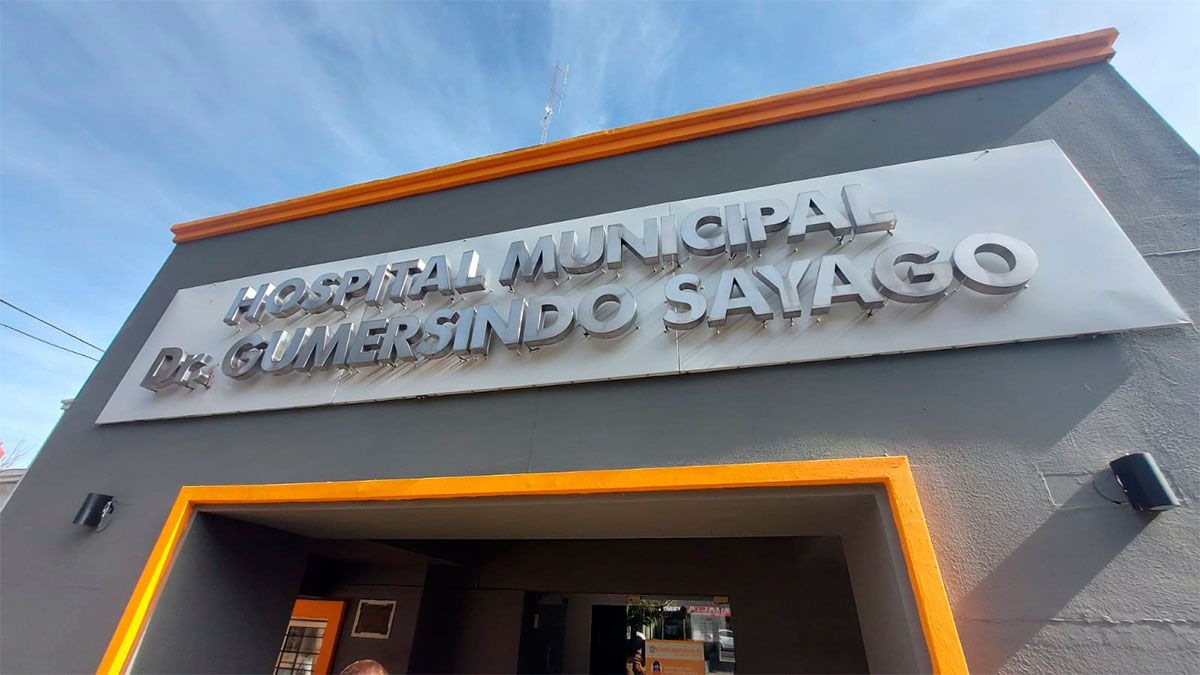 HOSPITAL MUNICIPAL
Dr. GUMERSINDO SAYAGO